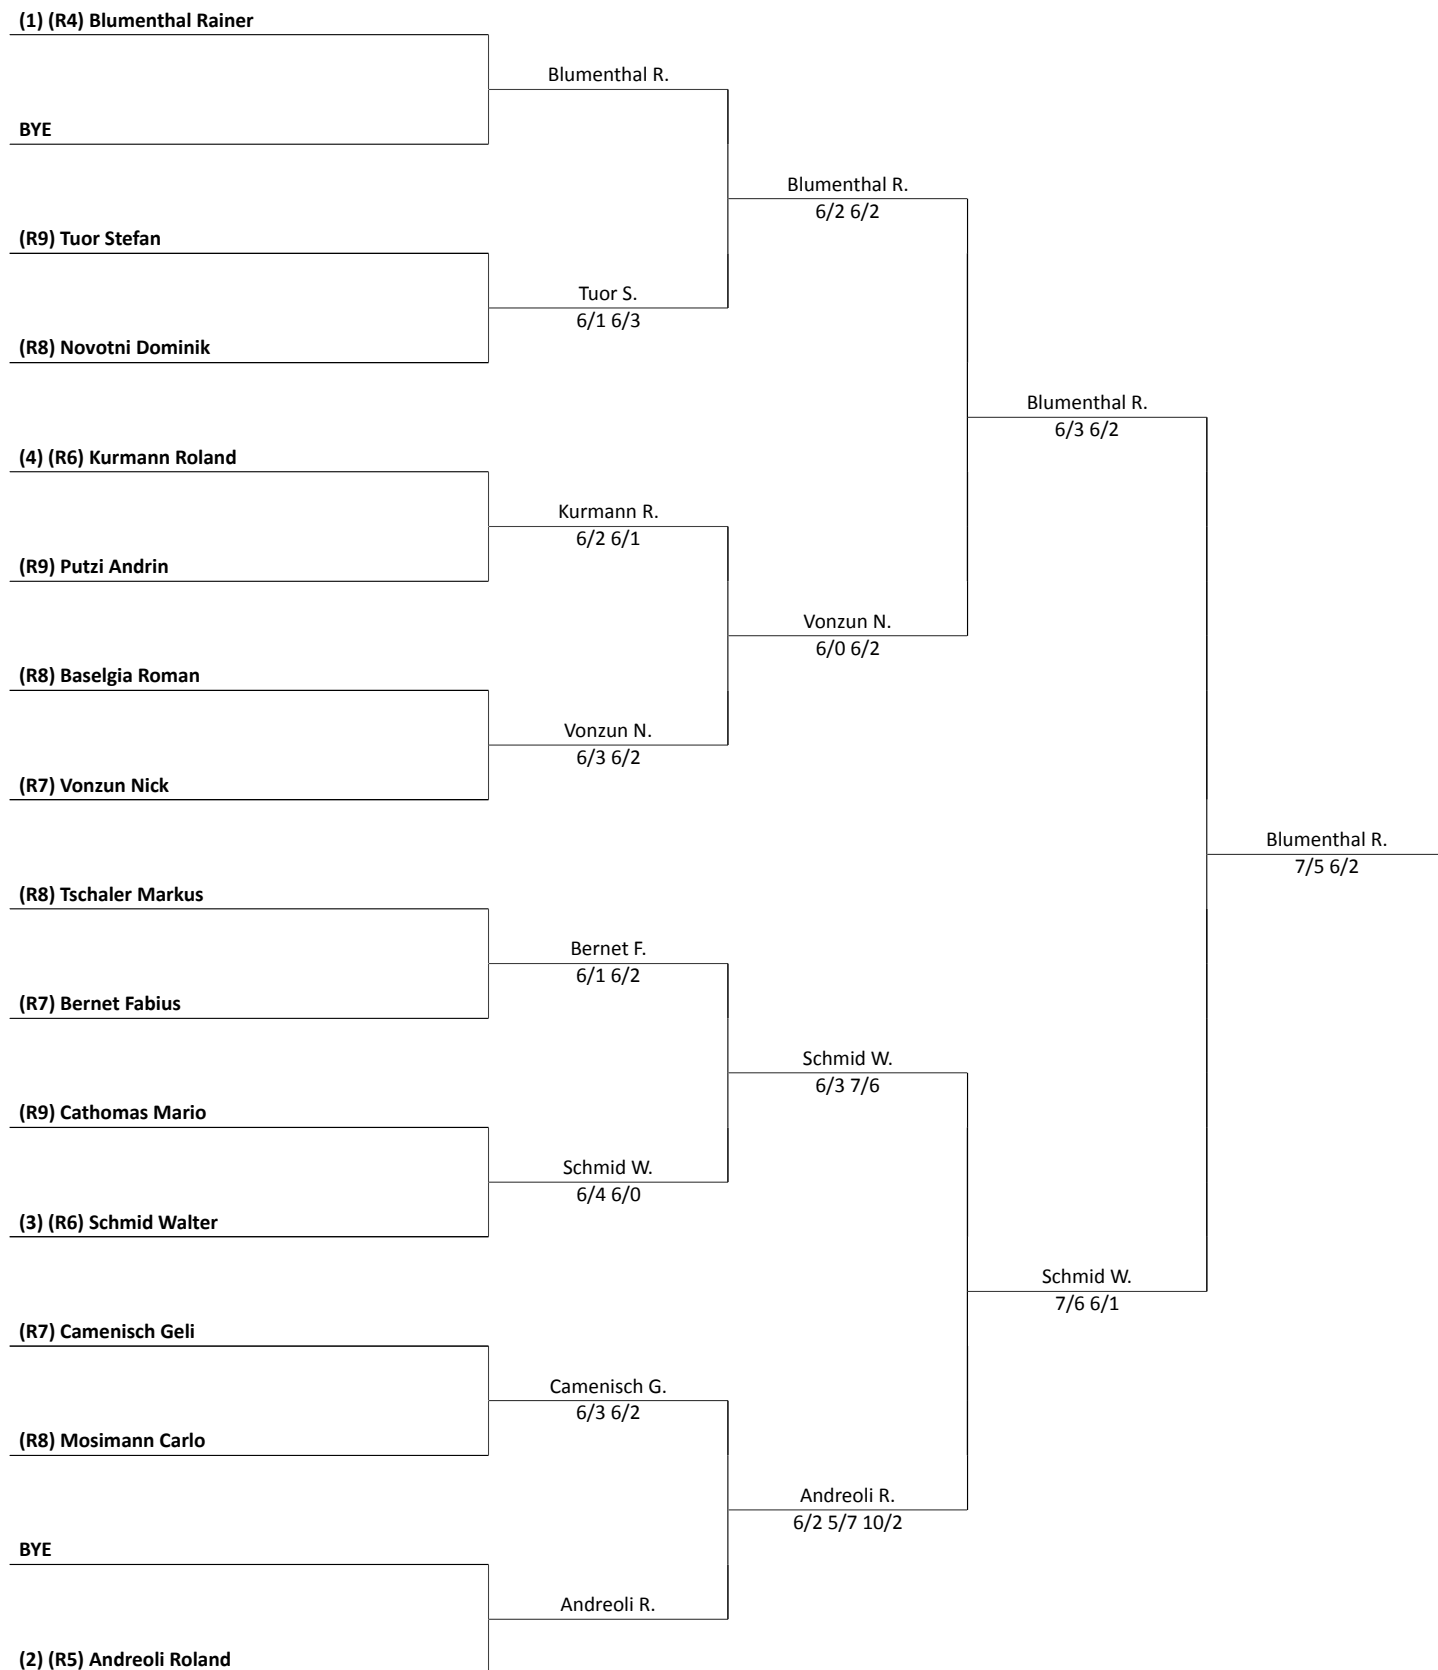 (1) (R4) Blumenthal Rainer
Blumenthal R.
BYE
Blumenthal R.
6/2 6/2
(R9) Tuor Stefan
Tuor S.
6/1 6/3
(R8) Novotni Dominik
Blumenthal R.
6/3 6/2
(4) (R6) Kurmann Roland
Kurmann R.
6/2 6/1
(R9) Putzi Andrin
Vonzun N.
6/0 6/2
(R8) Baselgia Roman
Vonzun N.
6/3 6/2
(R7) Vonzun Nick
Blumenthal R.
7/5 6/2
(R8) Tschaler Markus
Bernet F.
6/1 6/2
(R7) Bernet Fabius
Schmid W.
6/3 7/6
(R9) Cathomas Mario
Schmid W.
6/4 6/0
(3) (R6) Schmid Walter
Schmid W.
7/6 6/1
(R7) Camenisch Geli
Camenisch G.
6/3 6/2
(R8) Mosimann Carlo
Andreoli R.
6/2 5/7 10/2
BYE
Andreoli R.
(2) (R5) Andreoli Roland